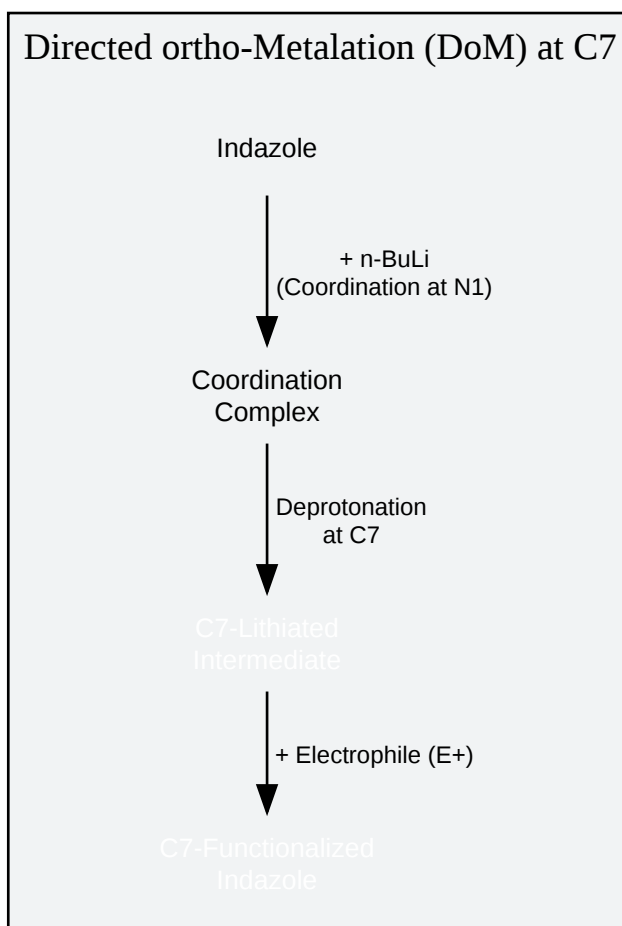 Directed ortho-Metalation (DoM) at C7
Indazole
+ n-BuLi
(Coordination at N1)
Coordination
Complex
Deprotonation
at C7
C7-Lithiated
Intermediate
+ Electrophile (E+)
C7-Functionalized
Indazole